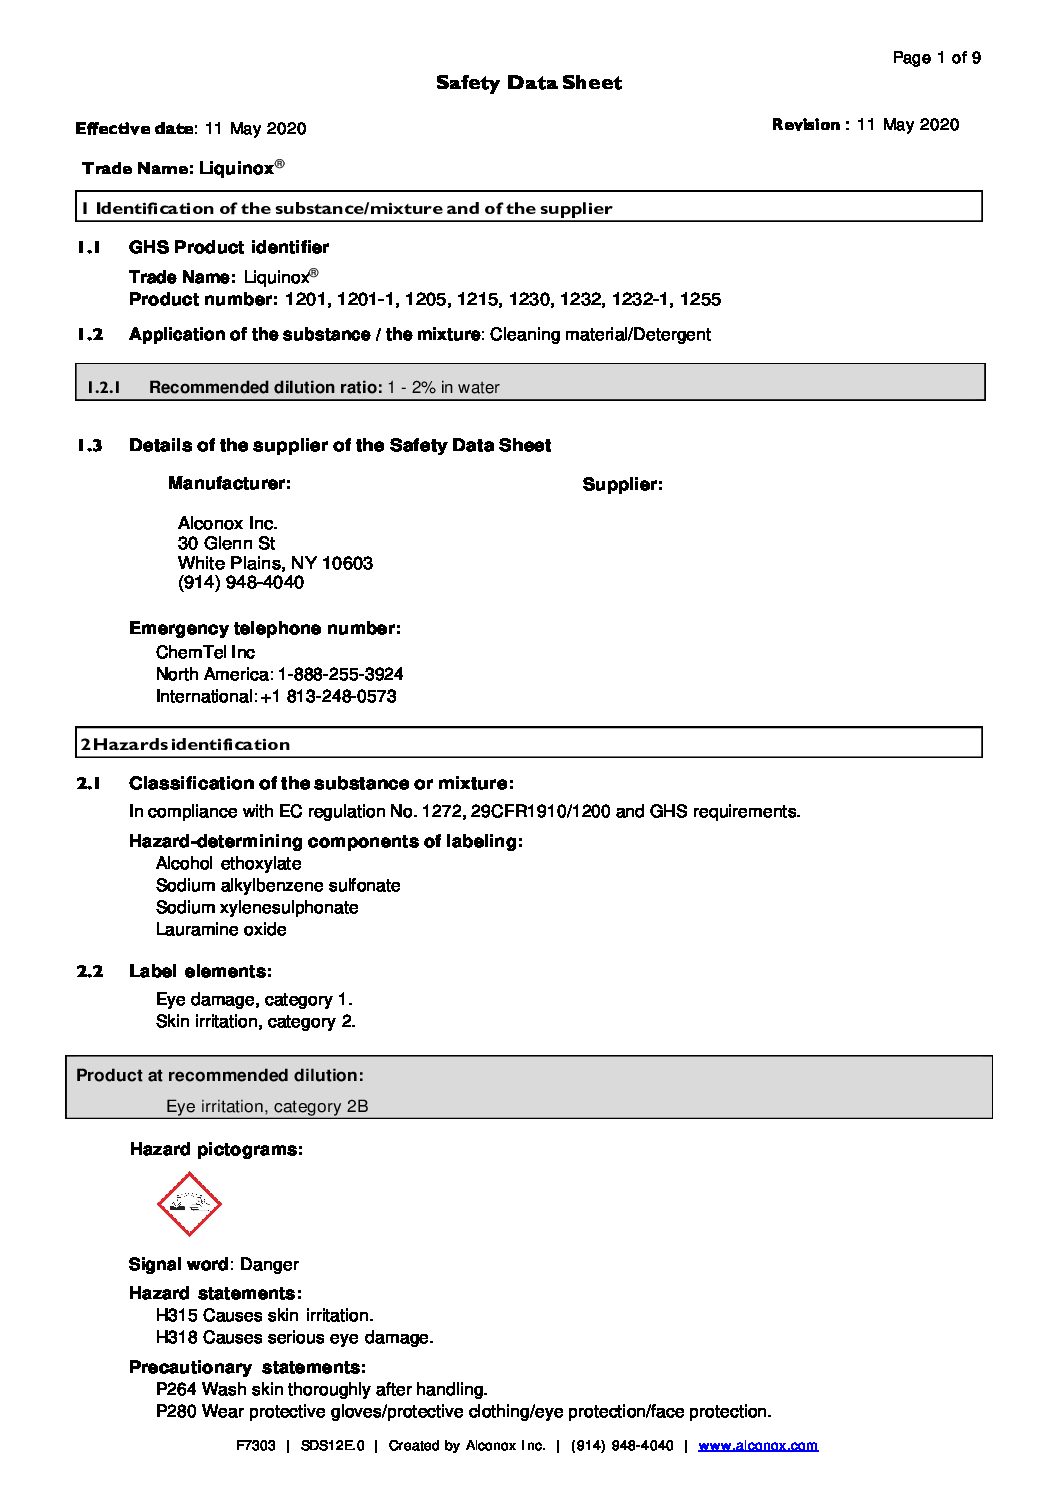 Page 1 of 9
Safety Data Sheet
Effective date: 11 May 2020
Revision : 11 May 2020
Trade Name: Liquinox®
1 Identification of the substance/mixture and of the supplier
1.1 GHS Product identifier
Trade Name: Liquinox®
Product number: 1201, 1201-1, 1205, 1215, 1230, 1232, 1232-1, 1255
1.2 Application of the substance / the mixture: Cleaning material/Detergent
1.2.1 Recommended dilution ratio: 1 - 2% in water
1.3 Details of the supplier of the Safety Data Sheet
Manufacturer: Supplier:
Alconox Inc.
30 Glenn St
White Plains, NY 10603
(914) 948-4040
Emergency telephone number:
ChemTel Inc
North America: 1-888-255-3924
International: +1 813-248-0573
2 Hazards identification
2.1 Classification of the substance or mixture:
In compliance with EC regulation No. 1272, 29CFR1910/1200 and GHS requirements.
Hazard-determining components of labeling:
Alcohol ethoxylate
Sodium alkylbenzene sulfonate
Sodium xylenesulphonate
Lauramine oxide
2.2 Label elements:
Eye damage, category 1.
Skin irritation, category 2.
Product at recommended dilution:
Eye irritation, category 2B
Hazard pictograms:
Signal word: Danger
Hazard statements:
H315 Causes skin irritation.
H318 Causes serious eye damage.
Precautionary statements:
P264 Wash skin thoroughly after handling.
P280 Wear protective gloves/protective clothing/eye protection/face protection.
F7303 | SDS12E.0 | Created by Alconox Inc. | (914) 948-4040 | www.alconox.com